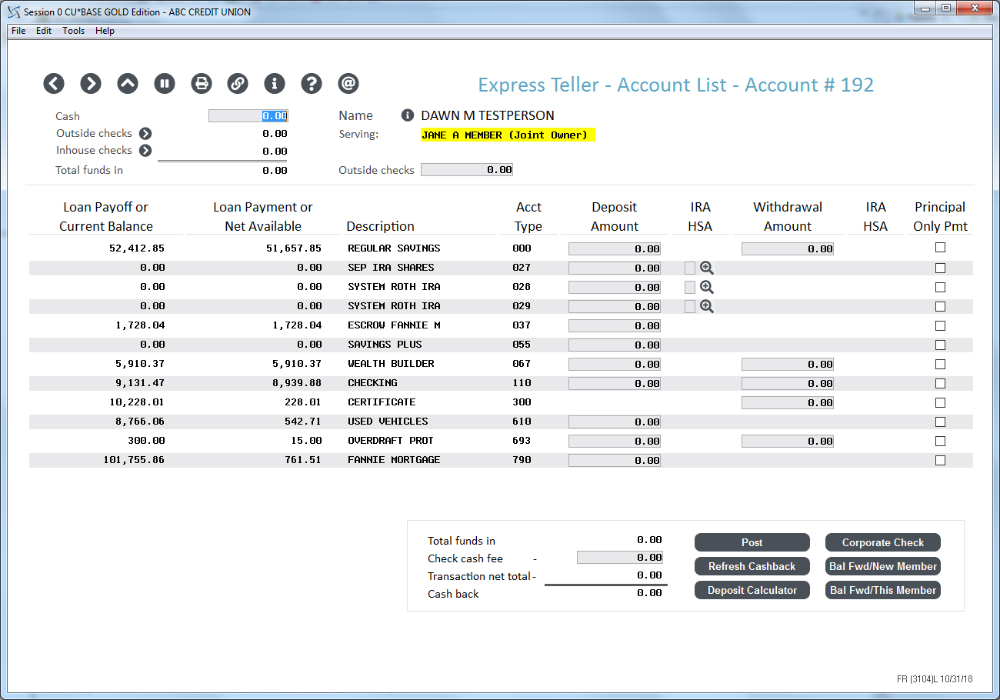 Session 0 CU*BASE GOLD Edition - ABC CREDIT UNION
File Edit Tools Help
Express Teller - Account List - Account # 192
Cash 0.00 Name DAWN M TESTPERSON
Outside checks 0.00 Serving: JANE A MEMBER (Joint Owner)
Inhouse checks 0.00
Total funds in 0.00 Outside checks 0.00
Loan Payoff or Loan Payment or Acct Deposit IRA Withdrawal IRA Principal
Current Balance Net Available Description Type Amount HSA Amount HSA Only Pmt
52,412.85 51,657.85 REGULAR SAVINGS 000 0.00 0.00
0.00 0.00 SEP IRA SHARES 027 0.00
0.00 0.00 SYSTEM ROTH IRA 028 0.00
0.00 0.00 SYSTEM ROTH IRA 029 0.00
1,728.04 1,728.04 ESCROW FANNIE M 037 0.00
0.00 0.00 SAVINGS PLUS 055 0.00
5,910.37 5,910.37 WEALTH BUILDER 067 0.00 0.00
9,131.47 8,939.88 CHECKING 110 0.00 0.00
10,228.01 228.01 CERTIFICATE 300 0.00
8,766.06 542.71 USED VEHICLES 610 0.00
300.00 15.00 OVERDRAFT PROT 693 0.00 0.00
101,755.86 761.51 FANNIE MORTGAGE 790 0.00
Total funds in 0.00 Post Corporate Check
Check cash fee - 0.00 Refresh Cashback Bal Fwd/New Member
Transaction net total - 0.00
Cash back 0.00 Deposit Calculator Bal Fwd/This Member
FR (3104)L 10/31/18